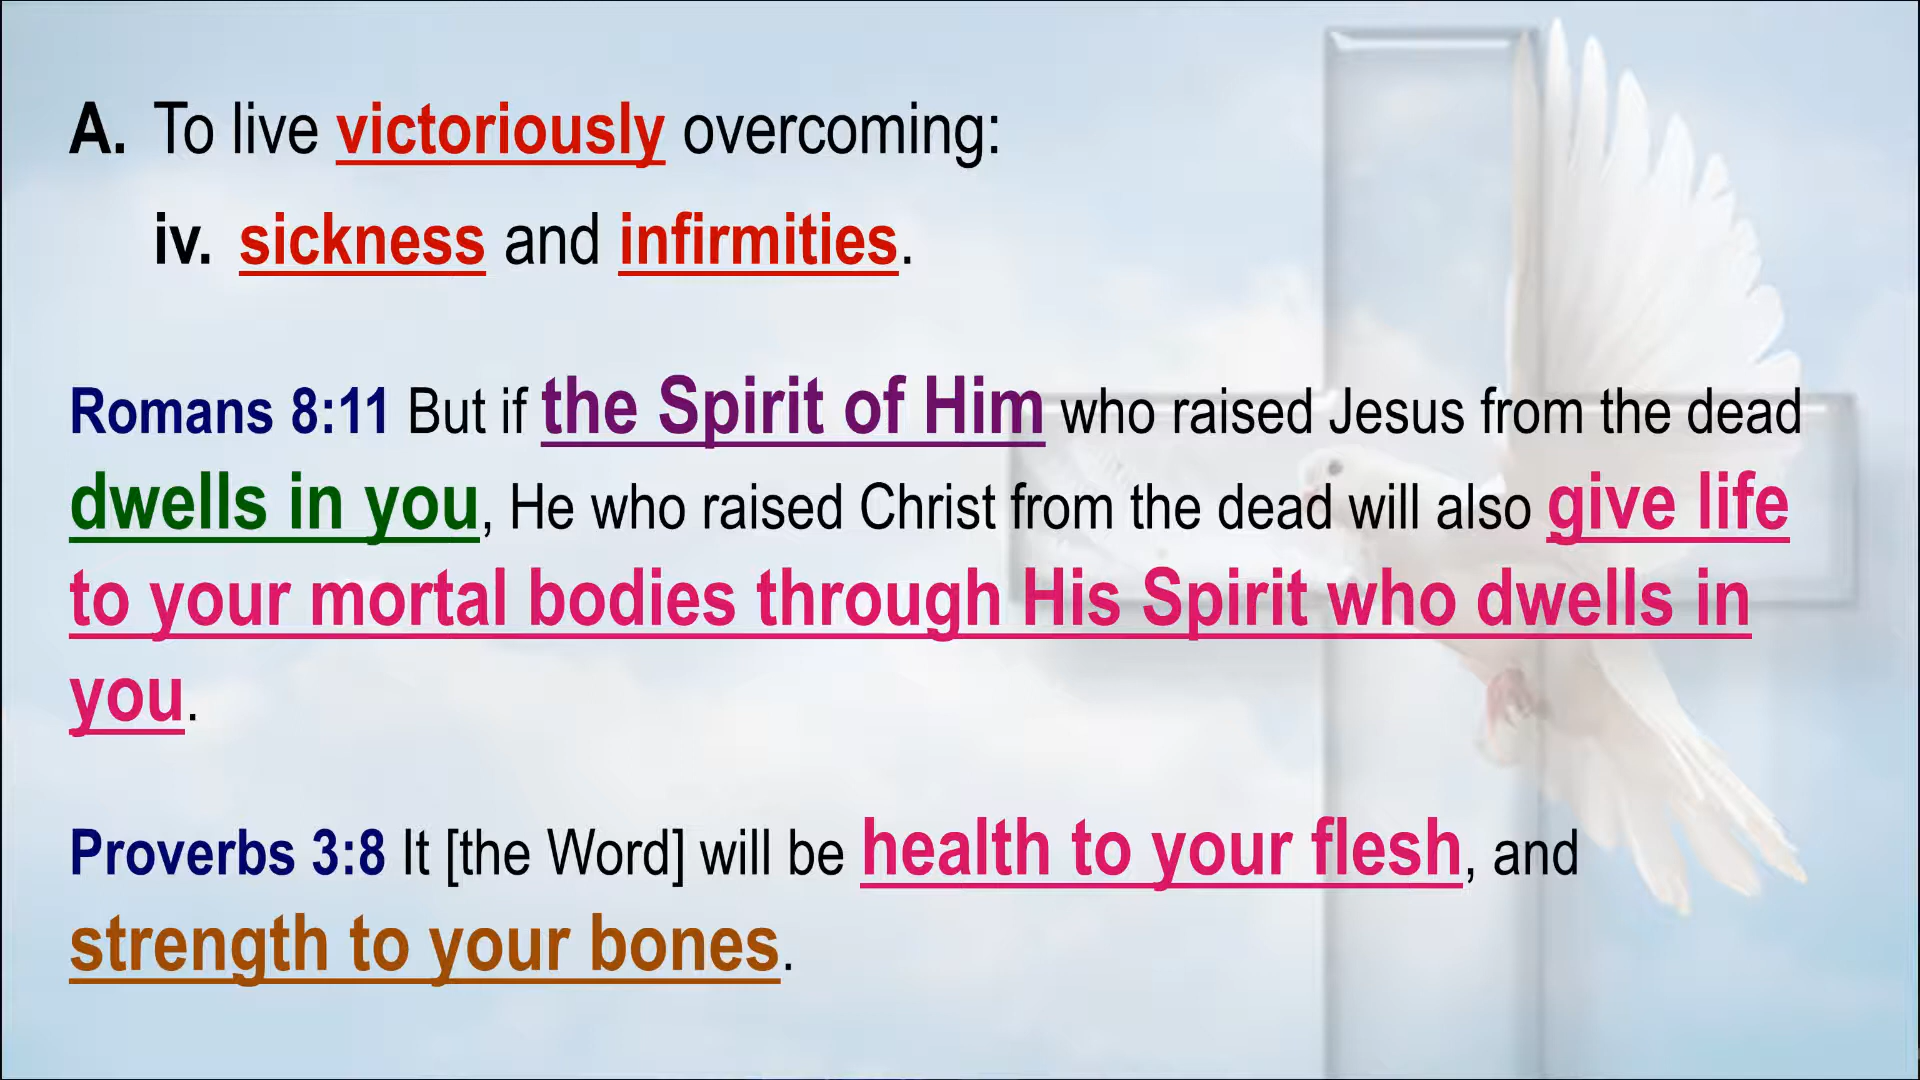 A. To live victoriously overcoming:
iv. sickness and infirmities.
Romans 8:11 But if the Spirit of Him who raised Jesus from the dead
dwells in you, He who raised Christ from the dead will also give life
to your mortal bodies through His Spirit who dwells in
you.
Proverbs 3:8 It [the Word] will be health to your flesh, and
strength to your bones.